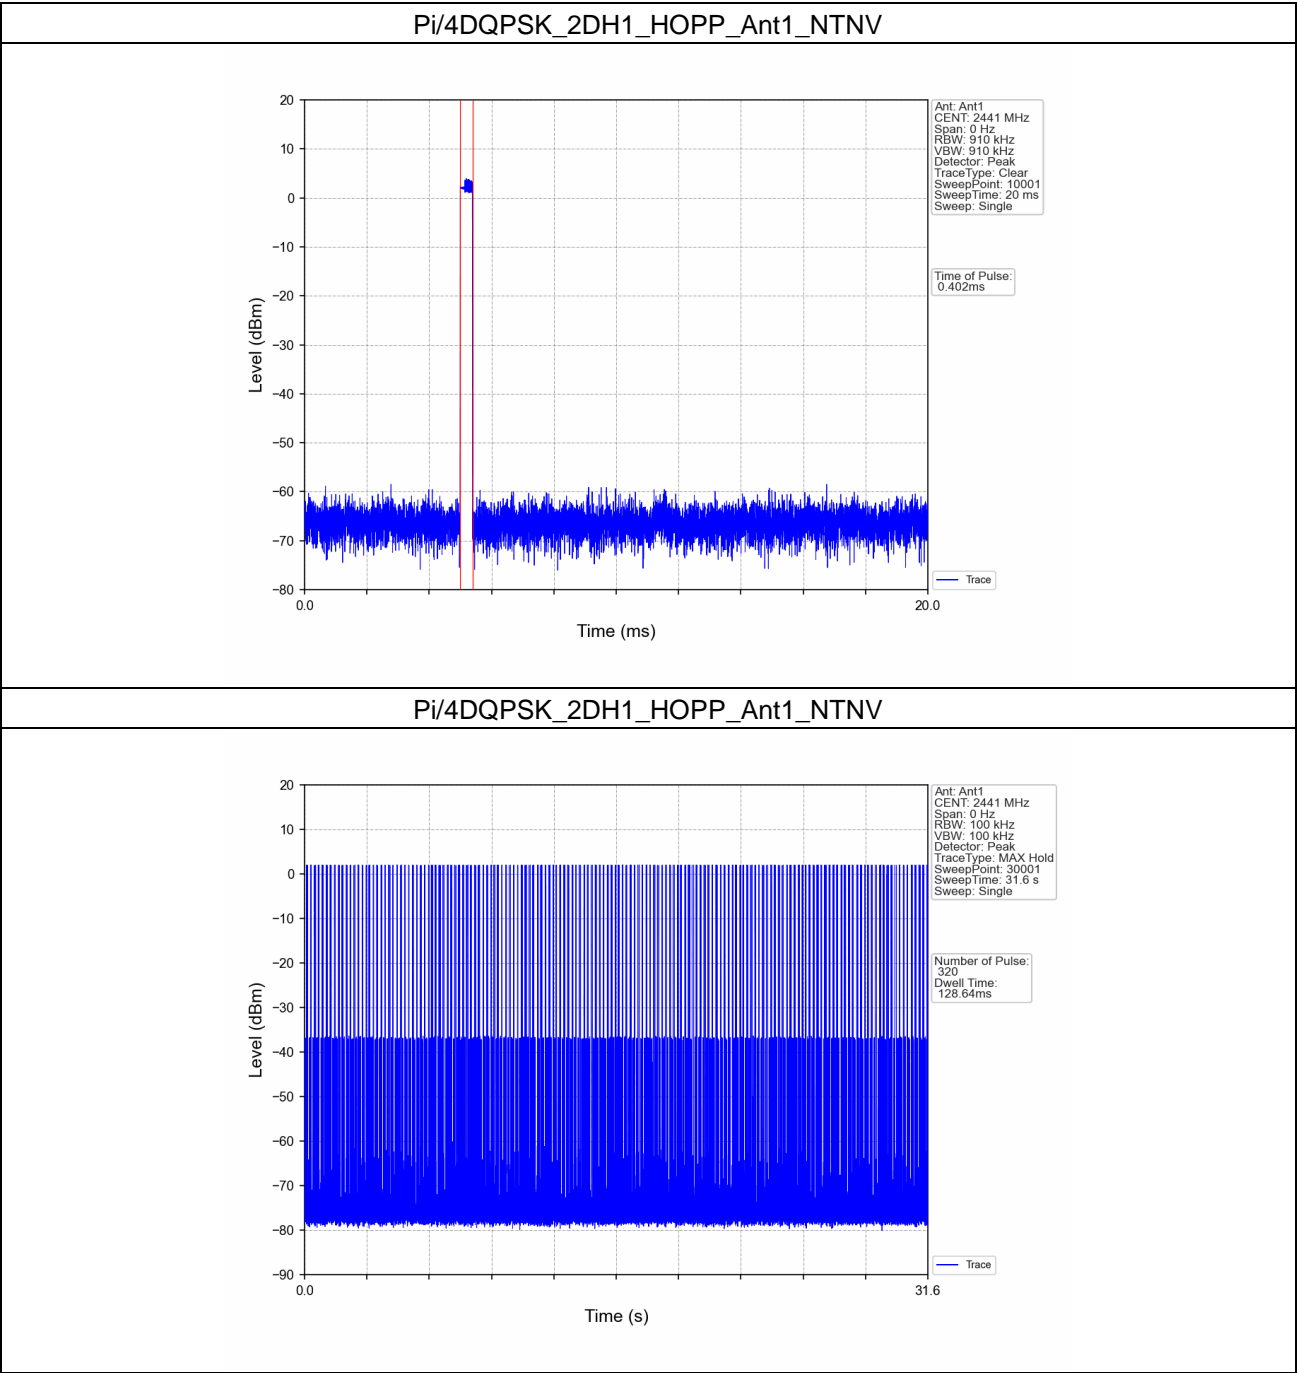 Pi/4DQPSK_2DH1_HOPP_Ant1_NTNV
20
10
0
−10
−20
−30
−40
−50
−60
−70
−80
Level (dBm)
0.0
20.0
Time (ms)
Ant: Ant1
CENT: 2441 MHz
Span: 0 Hz
RBW: 910 kHz
VBW: 910 kHz
Detector: Peak
TraceType: Clear
SweepPoint: 10001
SweepTime: 20 ms
Sweep: Single
Time of Pulse:
0.402ms
Trace
Pi/4DQPSK_2DH1_HOPP_Ant1_NTNV
20
10
0
−10
−20
−30
−40
−50
−60
−70
−80
−90
Level (dBm)
0.0
31.6
Time (s)
Ant: Ant1
CENT: 2441 MHz
Span: 0 Hz
RBW: 100 kHz
VBW: 100 kHz
Detector: Peak
TraceType: MAX Hold
SweepPoint: 30001
SweepTime: 31.6 s
Sweep: Single
Number of Pulse:
320
Dwell Time:
128.64ms
Trace